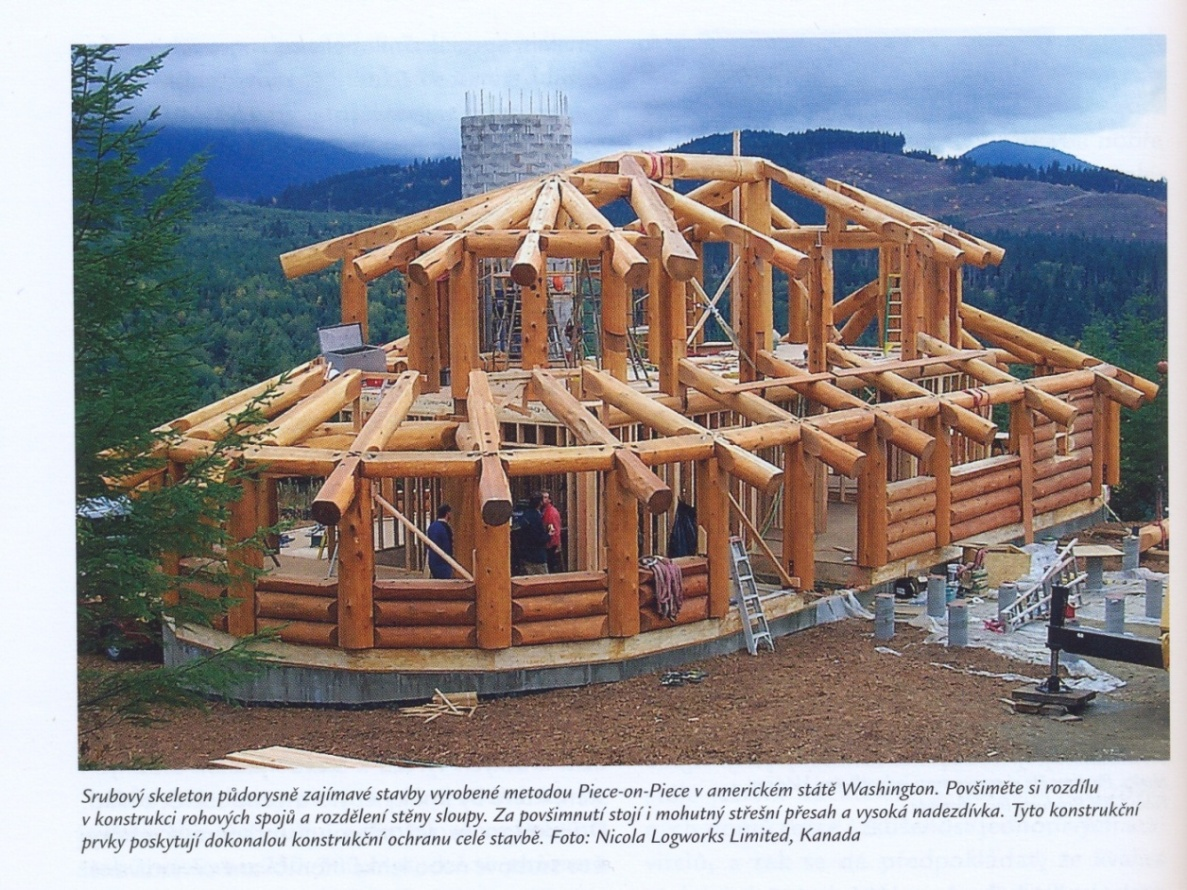 Srubový skeleton půdorysně zajímavé stavby vyrobené metodou Piece-on-Piece v americkém státě Washington. Povšiměte si rozdílu
v konstrukci rohových spojů a rozdělení stěny sloupy. Za povšimnutí stojí i mohutný střešní přesah a vysoká nadezdívka. Tyto konstrukční
prvky poskytují dokonalou konstrukční ochranu celé stavbě. Foto: Nicola Logworks Limited, Kanada